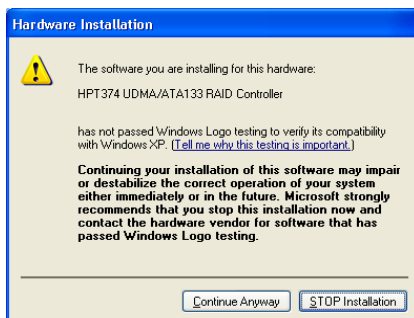 Hardware Installation
The software you are installing for this hardware:
HPT374 UDMA/ATA133 RAID Controller
has not passed Windows Logo testing to verify its compatibility
with Windows XP. (Tell me why this testing is important.)
Continuing your installation of this software may impair
or destabilize the correct operation of your system
either immediately or in the future. Microsoft strongly
recommends that you stop this installation now and
contact the hardware vendor for software that has
passed Windows Logo testing.
Continue Anyway STOP Installation